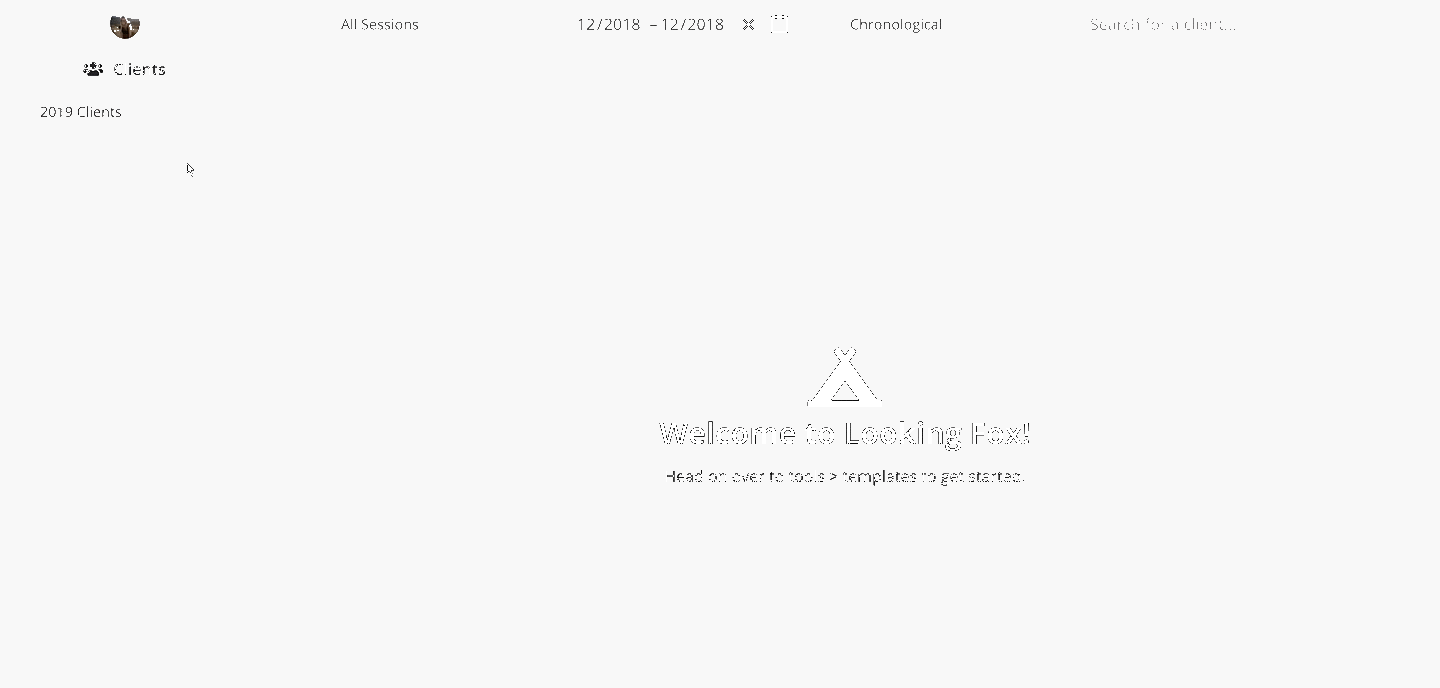 All Sessions
12/2018 – 12/2018
Chronological
Search for a client...
Clients
2019 Clients
Welcome to Looking Fox!
Head on over to tools > templates to get started.